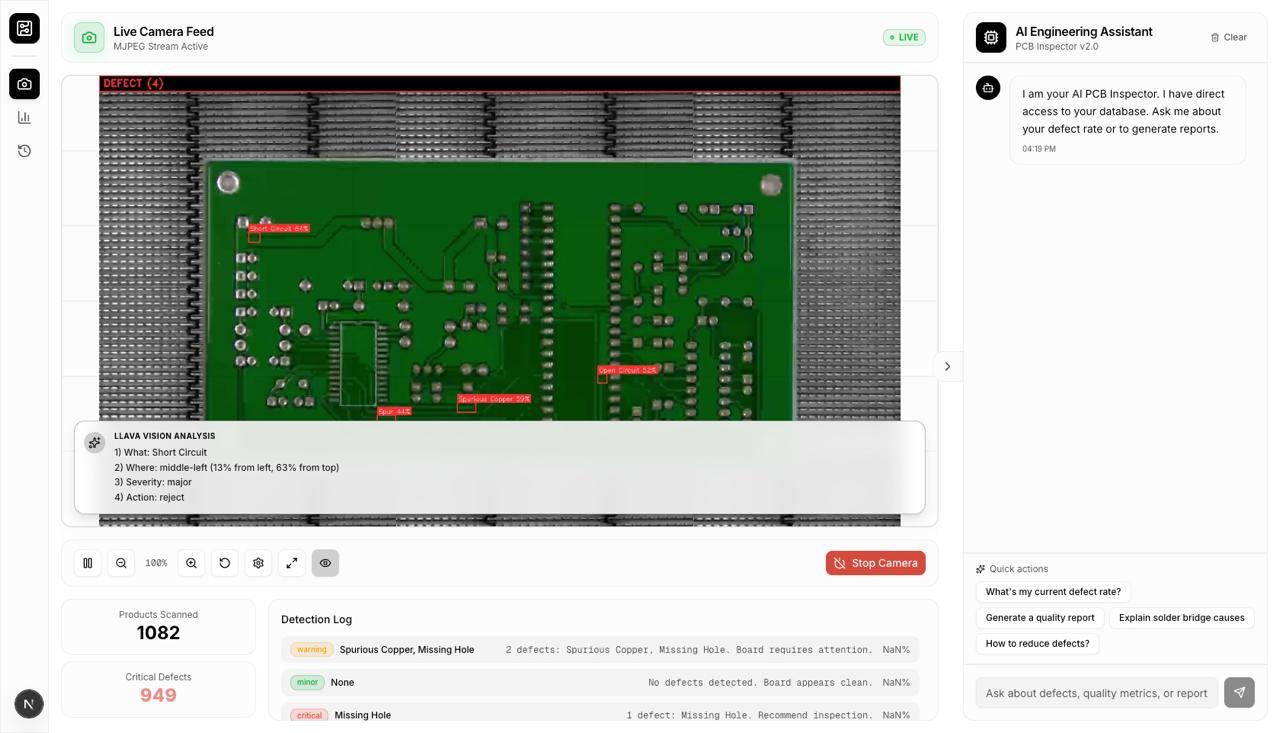 Live Camera Feed
MJPEG Stream Active
LIVE
DEFECT (4)
Short Circuit 64%
Open Circuit 52%
Spurious Copper 59%
Spur 44%
LLAVA VISION ANALYSIS
1) What: Short Circuit
2) Where: middle-left (13% from left, 63% from top)
3) Severity: major
4) Action: reject
100%
Stop Camera
Products Scanned
1082
Critical Defects
949
Detection Log
warning Spurious Copper, Missing Hole 2 defects: Spurious Copper, Missing Hole. Board requires attention. NaN%
minor None No defects detected. Board appears clean. NaN%
critical Missing Hole 1 defect: Missing Hole. Recommend inspection. NaN%
N
AI Engineering Assistant
PCB Inspector v2.0
Clear
I am your AI PCB Inspector. I have direct
access to your database. Ask me about
your defect rate or to generate reports.
04:19 PM
Quick actions
What's my current defect rate?
Generate a quality report
Explain solder bridge causes
How to reduce defects?
Ask about defects, quality metrics, or report